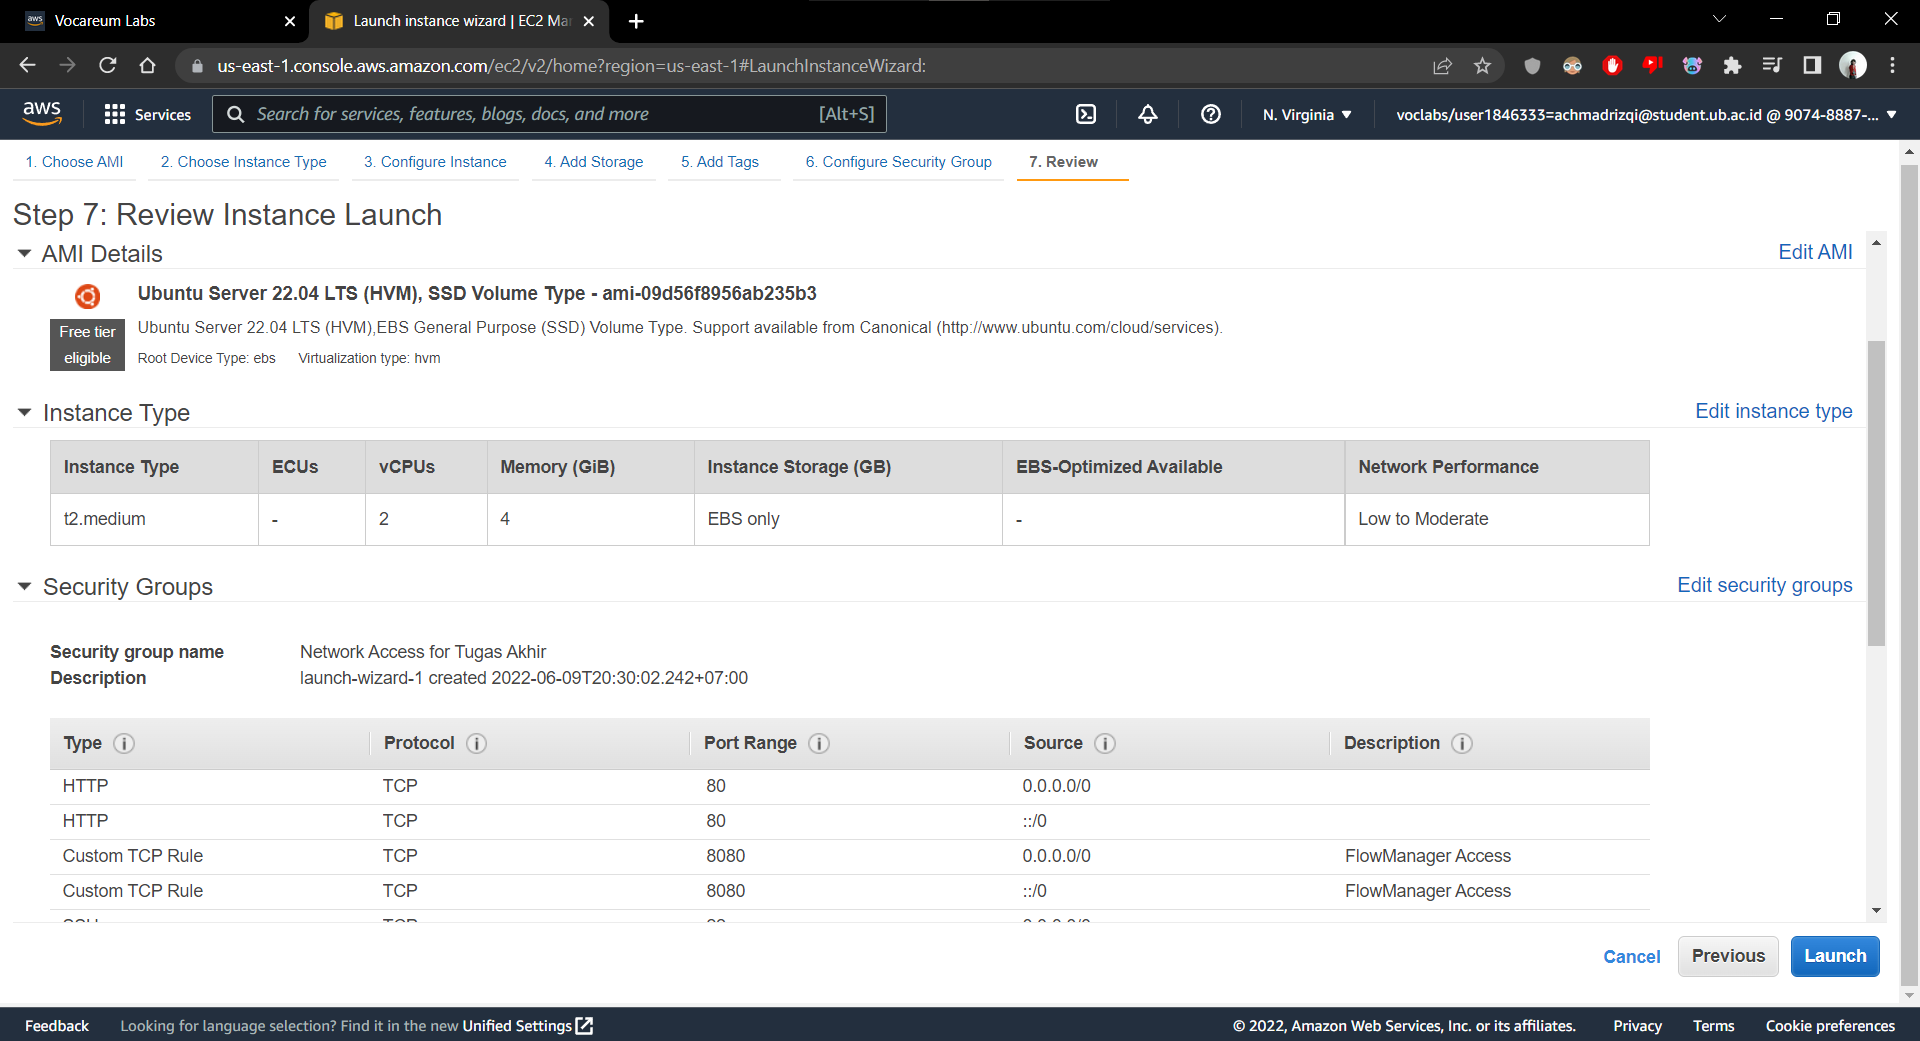 Vocareum Labs
Launch instance wizard | EC2 Mar
us-east-1.console.aws.amazon.com/ec2/v2/home?region=us-east-1#LaunchInstanceWizard:
aws
Services
Search for services, features, blogs, docs, and more
[Alt+S]
N. Virginia
voclabs/user1846333=achmadrizqi@student.ub.ac.id @ 9074-8887-...
1. Choose AMI
2. Choose Instance Type
3. Configure Instance
4. Add Storage
5. Add Tags
6. Configure Security Group
7. Review
Step 7: Review Instance Launch
AMI Details
Edit AMI
Ubuntu Server 22.04 LTS (HVM), SSD Volume Type - ami-09d56f8956ab235b3
Free tier
eligible
Ubuntu Server 22.04 LTS (HVM),EBS General Purpose (SSD) Volume Type. Support available from Canonical (http://www.ubuntu.com/cloud/services).
Root Device Type: ebs Virtualization type: hvm
Instance Type
Edit instance type
Instance Type ECUs vCPUs Memory (GiB) Instance Storage (GB) EBS-Optimized Available Network Performance
t2.medium - 2 4 EBS only - Low to Moderate
Security Groups
Edit security groups
Security group name Network Access for Tugas Akhir
Description launch-wizard-1 created 2022-06-09T20:30:02.242+07:00
Type Protocol Port Range Source Description
HTTP TCP 80 0.0.0.0/0
HTTP TCP 80 ::/0
Custom TCP Rule TCP 8080 0.0.0.0/0 FlowManager Access
Custom TCP Rule TCP 8080 ::/0 FlowManager Access
Cancel
Previous
Launch
Feedback
Looking for language selection? Find it in the new Unified Settings
© 2022, Amazon Web Services, Inc. or its affiliates.
Privacy
Terms
Cookie preferences